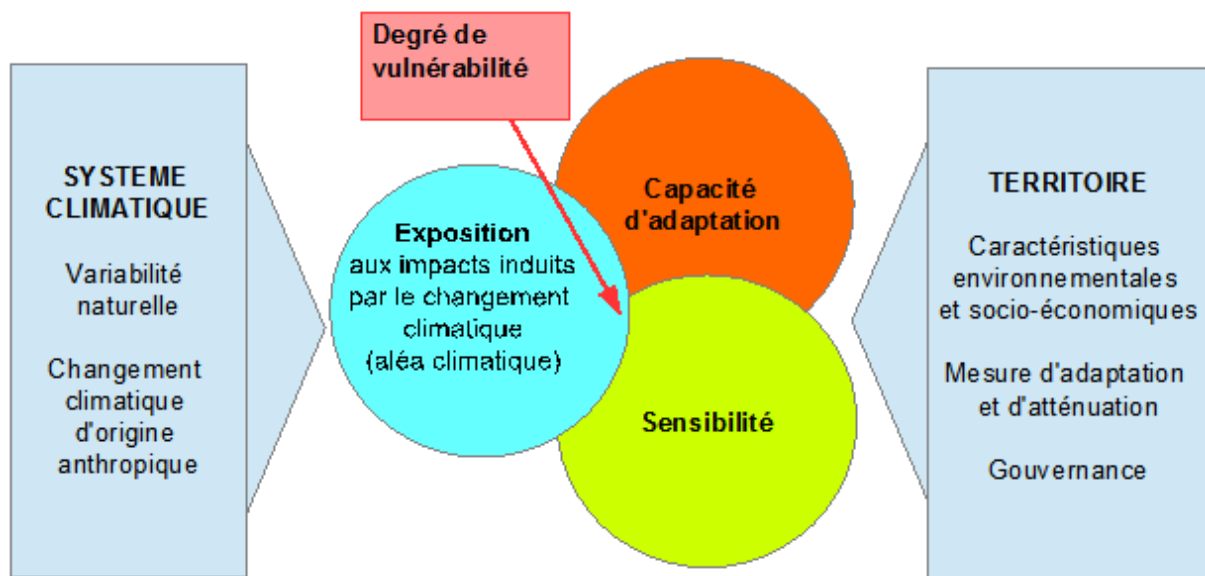 Degré de
vulnérabilité
SYSTEME
CLIMATIQUE
Variabilité
naturelle
Changement
climatique
d'origine
anthropique
Exposition
aux impacts induits
par le changement
climatique
(aléa climatique)
Capacité
d'adaptation
Sensibilité
TERRITOIRE
Caractéristiques
environnementales
et socio-économiques
Mesure d'adaptation
et d'atténuation
Gouvernance